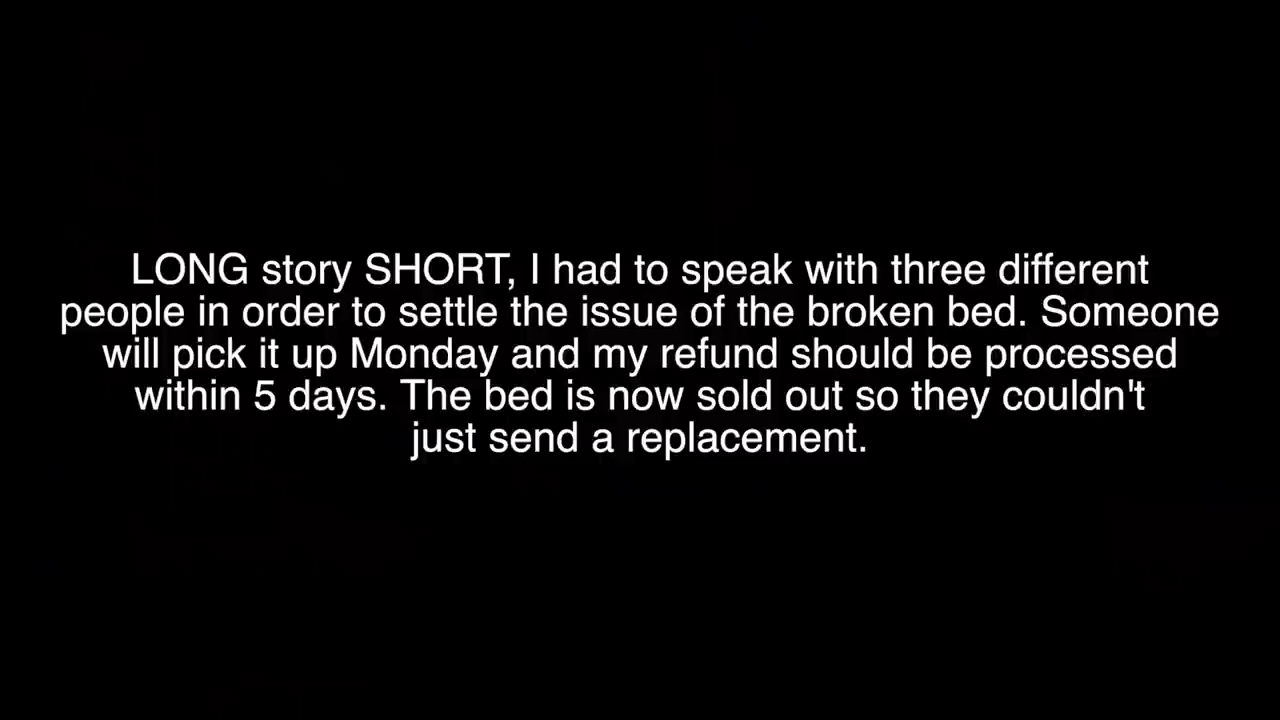 LONG story SHORT, I had to speak with three different
people in order to settle the issue of the broken bed. Someone
will pick it up Monday and my refund should be processed
within 5 days. The bed is now sold out so they couldn't
just send a replacement.